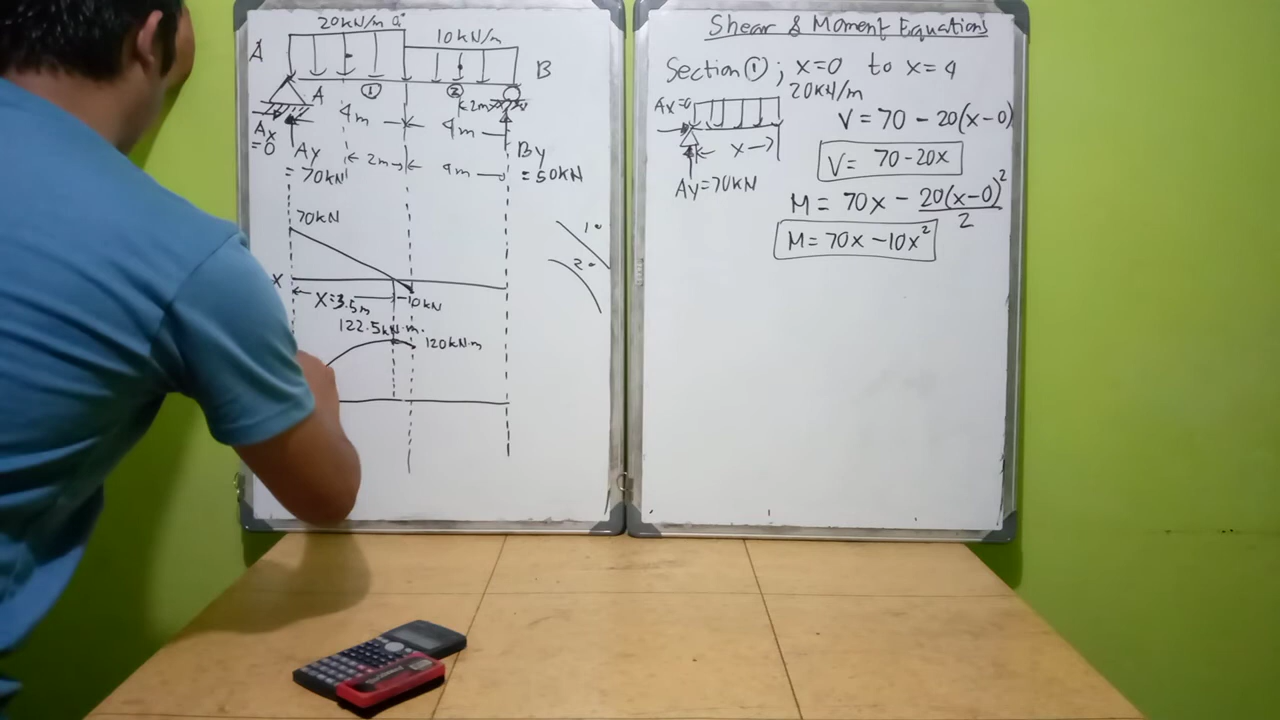 20kN/m
10kN/m
A
B
A
①
②
2m
4m
4m
Ax
=0
Ay
= 70kN
2m
4m
By
= 50KN
70kN
X
X=3.5m
-10kN
122.5kN.m.
120kN.m
1°
2°
Shear & Moment Equations
Section ①; x=0 to x=4
Ax=0
20kN/m
x
Ay=70KN
V = 70 - 20(x-0)
V= 70-20x
M = 70x - 20(x-0)²/2
M=70x-10x²